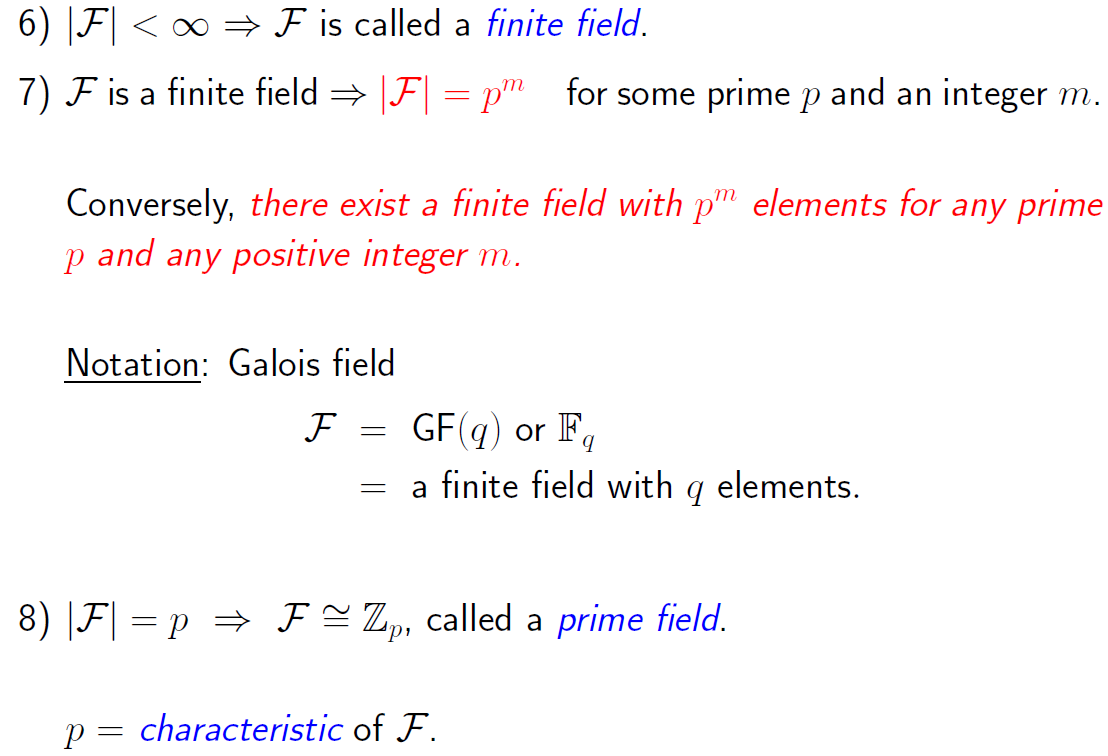 6) |ℱ| < ∞ ⇒ ℱ is called a finite field.
7) ℱ is a finite field ⇒ |ℱ| = p^m for some prime p and an integer m.
Conversely, there exist a finite field with p^m elements for any prime
p and any positive integer m.
Notation: Galois field
ℱ = GF(q) or 𝔽_q
= a finite field with q elements.
8) |ℱ| = p ⇒ ℱ ≅ ℤ_p, called a prime field.
p = characteristic of ℱ.